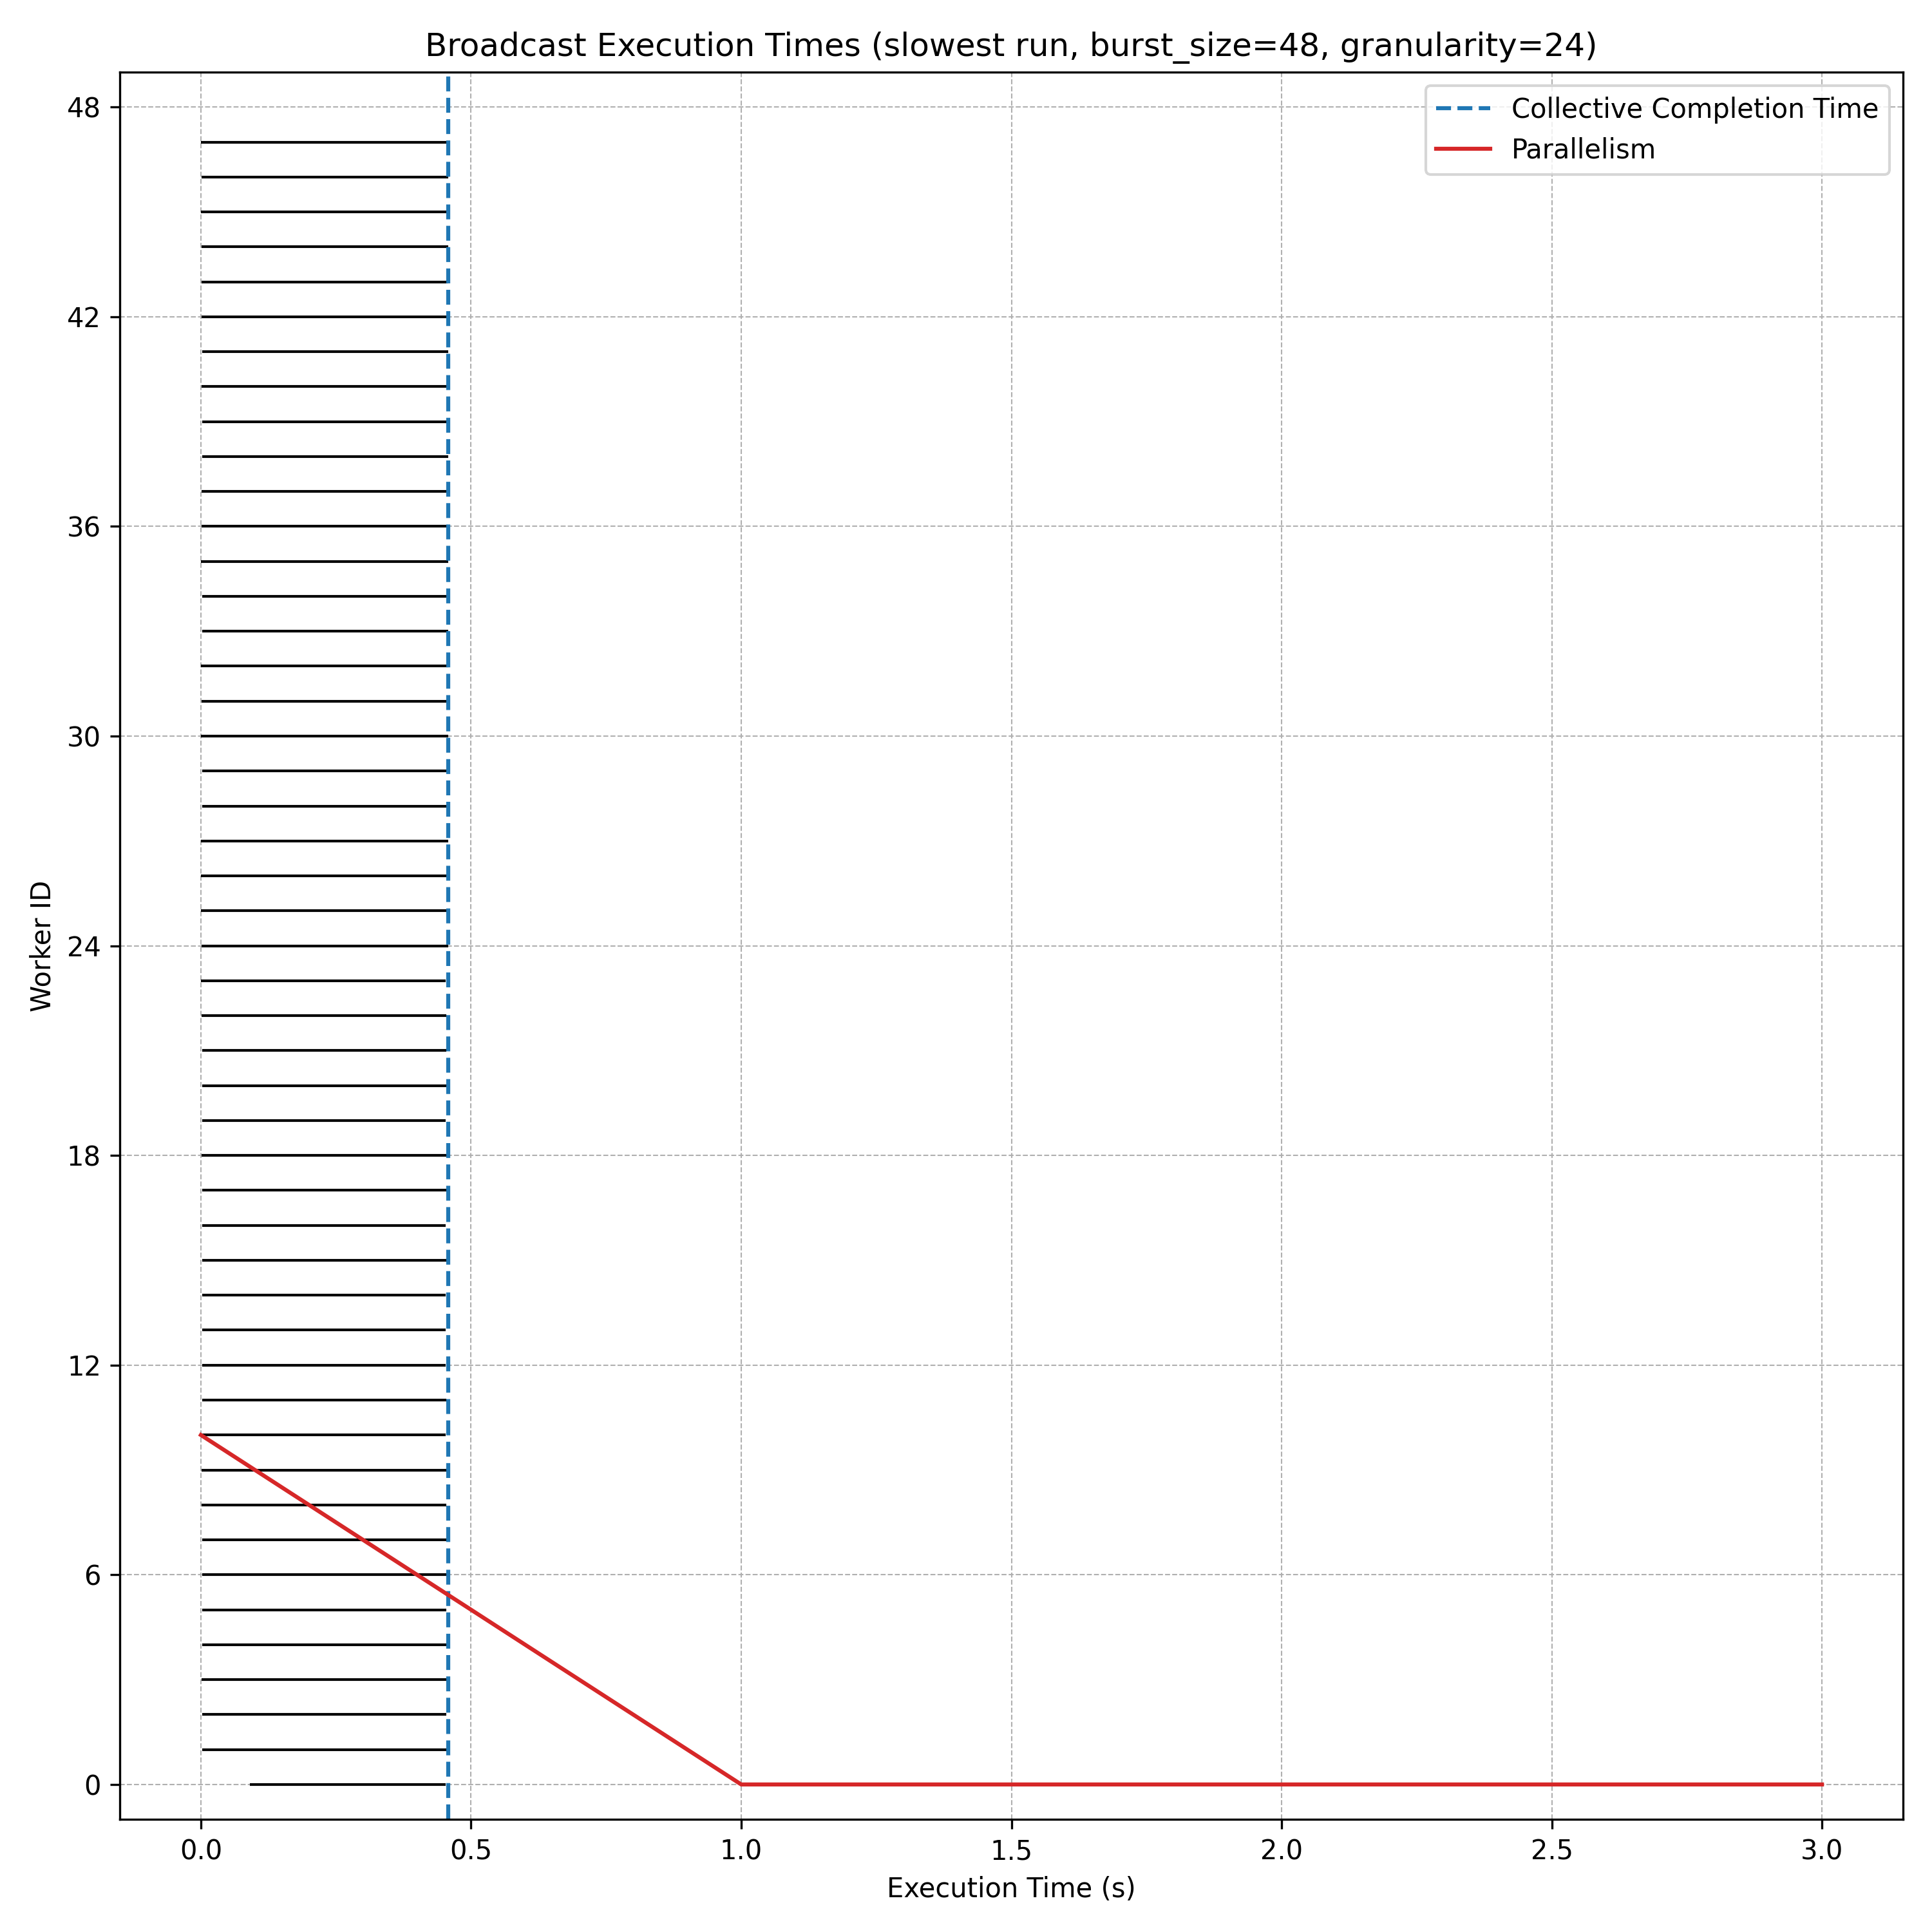 Broadcast Execution Times (slowest run, burst_size=48, granularity=24)
Collective Completion Time
Parallelism
48
42
36
30
24
18
12
6
0
Worker ID
0.0 0.5 1.0 1.5 2.0 2.5 3.0
Execution Time (s)